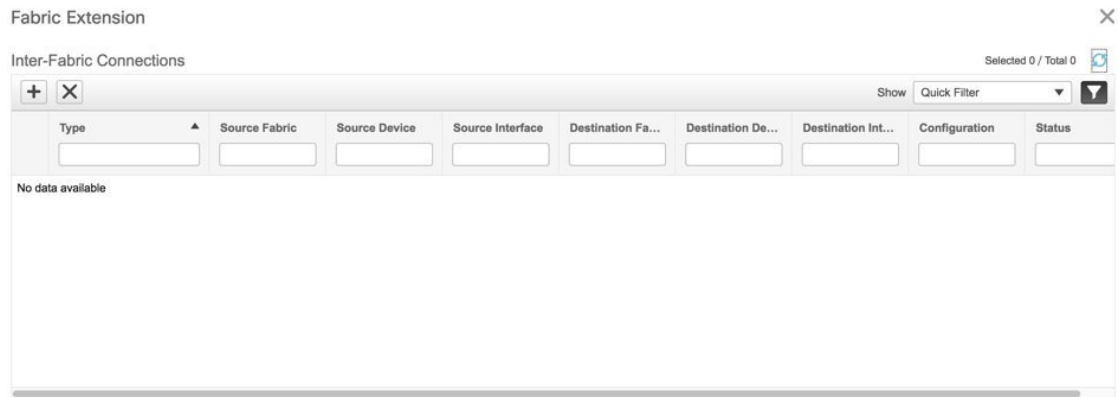 Fabric Extension
Inter-Fabric Connections
Selected 0 / Total 0
Show Quick Filter
Type Source Fabric Source Device Source Interface Destination Fa... Destination De... Destination Int... Configuration Status
No data available